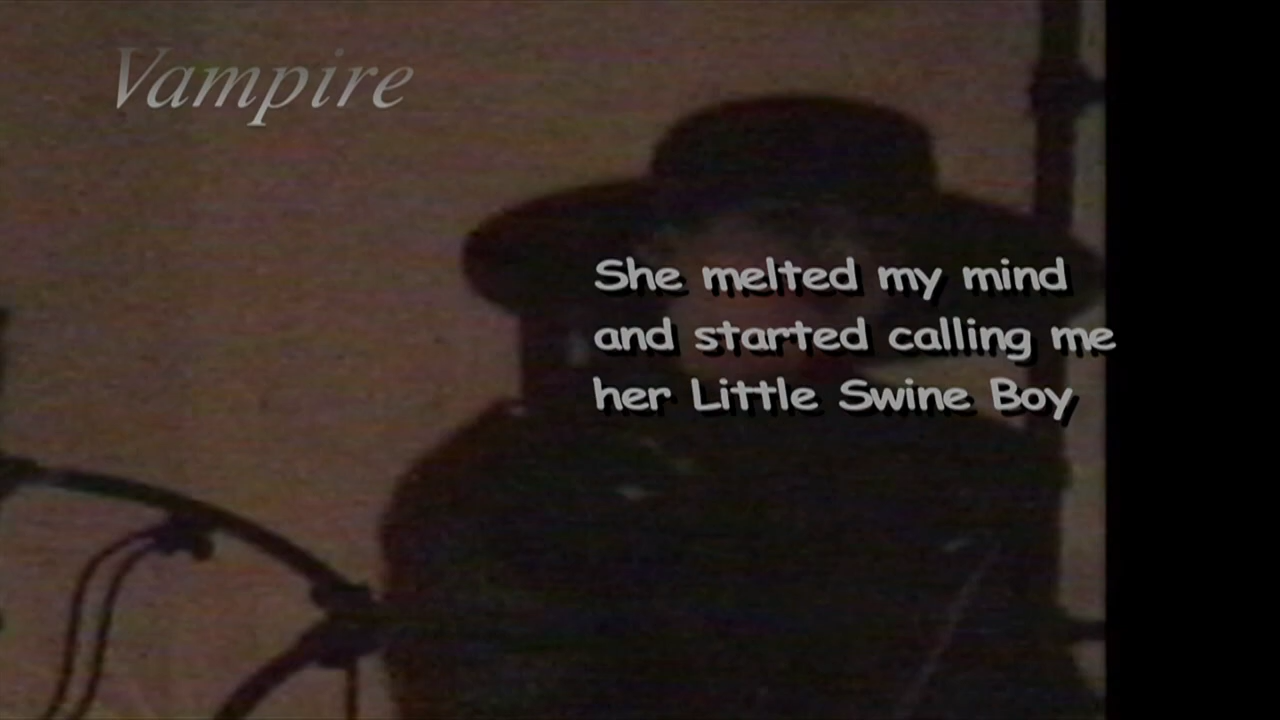 Vampire
She melted my mind
and started calling me
her Little Swine Boy